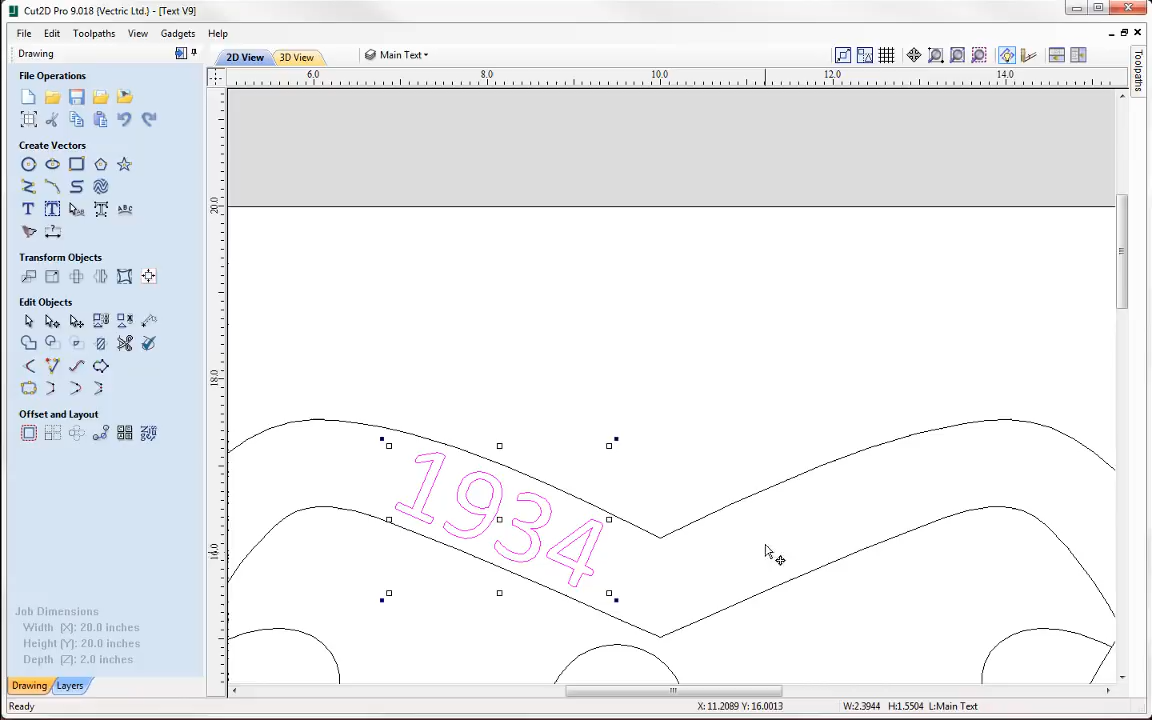 Cut2D Pro 9.018 {Vectric Ltd.} - [Text V9]
File Edit Toolpaths View Gadgets Help
Drawing
2D View 3D View Main Text
File Operations
Create Vectors
Transform Objects
Edit Objects
Offset and Layout
Job Dimensions
Width (X): 20.0 inches
Height (Y): 20.0 inches
Depth (Z): 2.0 inches
Drawing Layers
6.0 8.0 10.0 12.0 14.0
20.0
18.0
16.0
1934
Toolpaths
Ready X: 11.2089 Y: 16.0013 W:2.3944 H:1.5504 L:Main Text